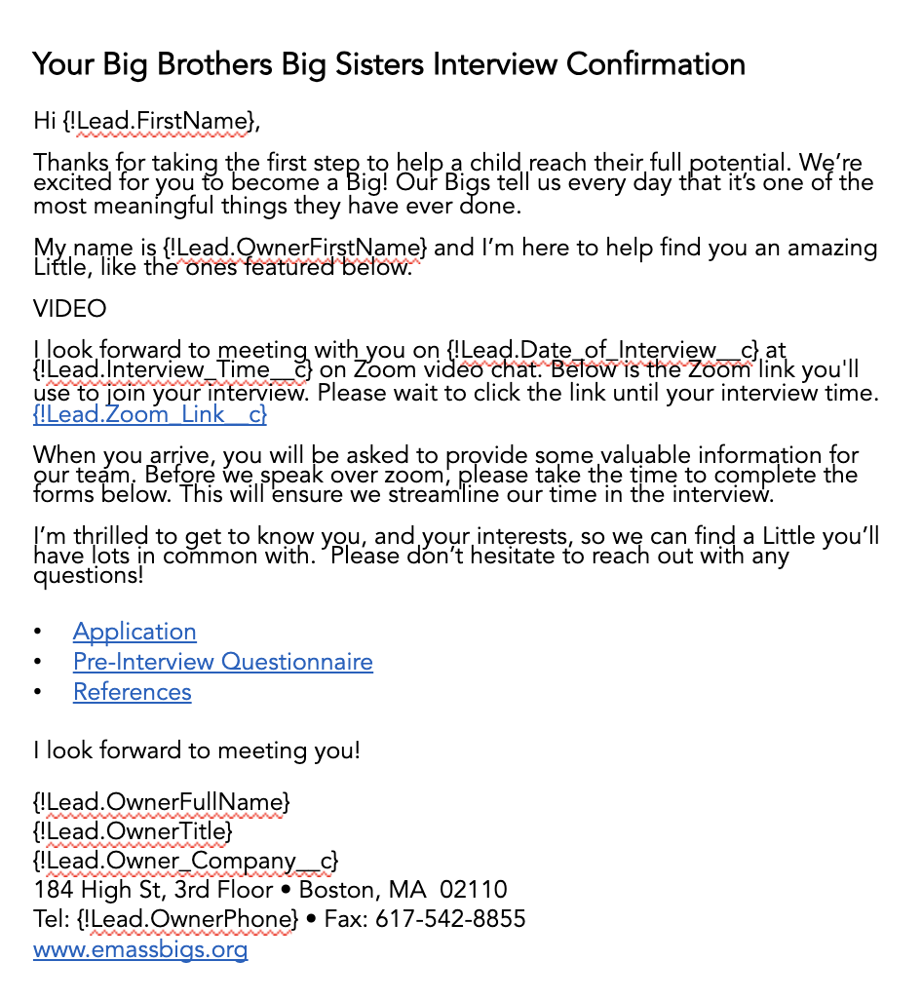 Your Big Brothers Big Sisters Interview Confirmation
Hi {!Lead.FirstName},
Thanks for taking the first step to help a child reach their full potential. We’re
excited for you to become a Big! Our Bigs tell us every day that it’s one of the
most meaningful things they have ever done.
My name is {!Lead.OwnerFirstName} and I’m here to help find you an amazing
Little, like the ones featured below.
VIDEO
I look forward to meeting with you on {!Lead.Date_of_Interview__c} at
{!Lead.Interview_Time__c} on Zoom video chat. Below is the Zoom link you'll
use to join your interview. Please wait to click the link until your interview time.
{!Lead.Zoom_Link__c}
When you arrive, you will be asked to provide some valuable information for
our team. Before we speak over zoom, please take the time to complete the
forms below. This will ensure we streamline our time in the interview.
I’m thrilled to get to know you, and your interests, so we can find a Little you’ll
have lots in common with.  Please don’t hesitate to reach out with any
questions!
• Application
• Pre-Interview Questionnaire
• References
I look forward to meeting you!
{!Lead.OwnerFullName}
{!Lead.OwnerTitle}
{!Lead.Owner_Company__c}
184 High St, 3rd Floor • Boston, MA  02110
Tel: {!Lead.OwnerPhone} • Fax: 617-542-8855
www.emassbigs.org